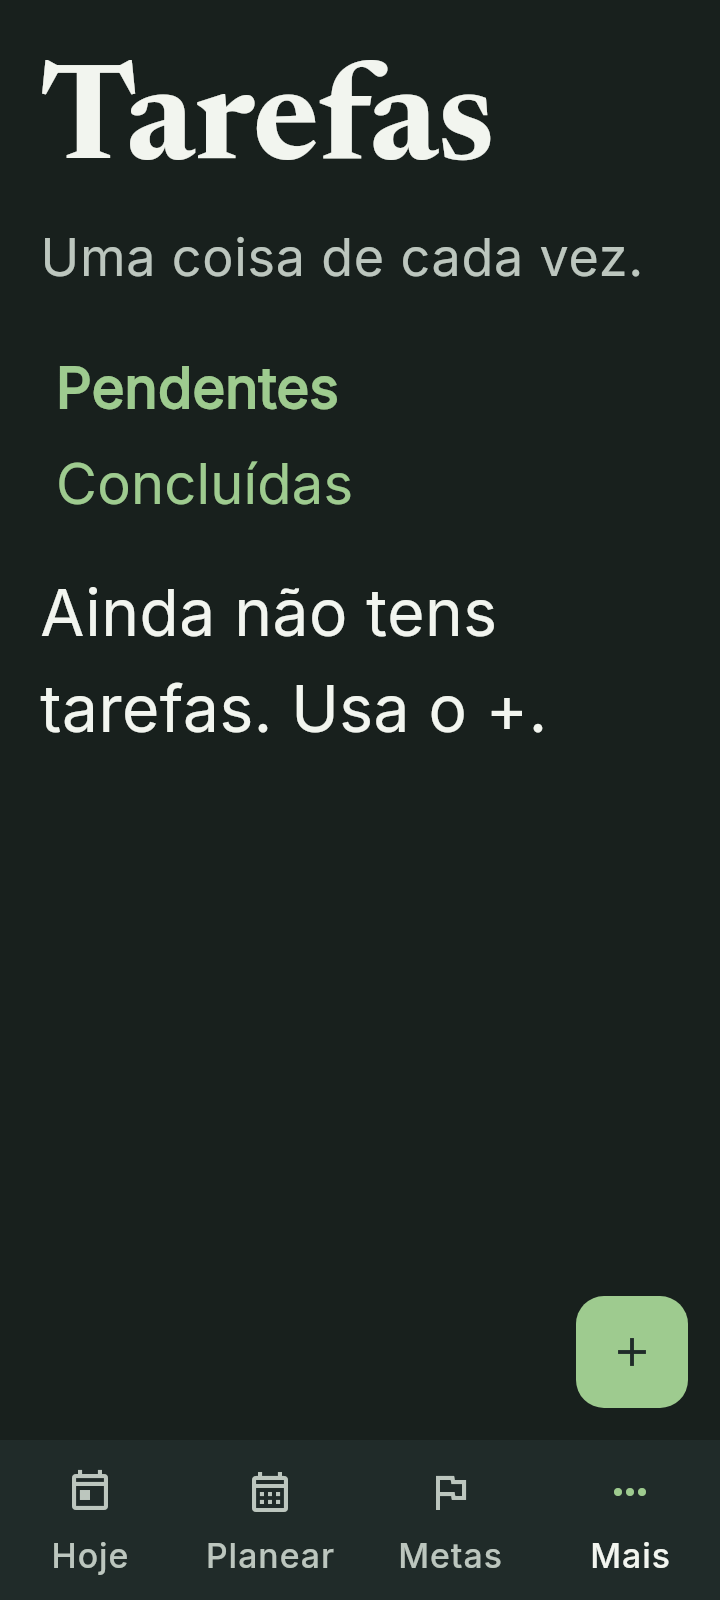 Tarefas
Uma coisa de cada vez.
Pendentes
Concluídas
Ainda não tens
tarefas. Usa o +.
+
Hoje
Planear
Metas
Mais